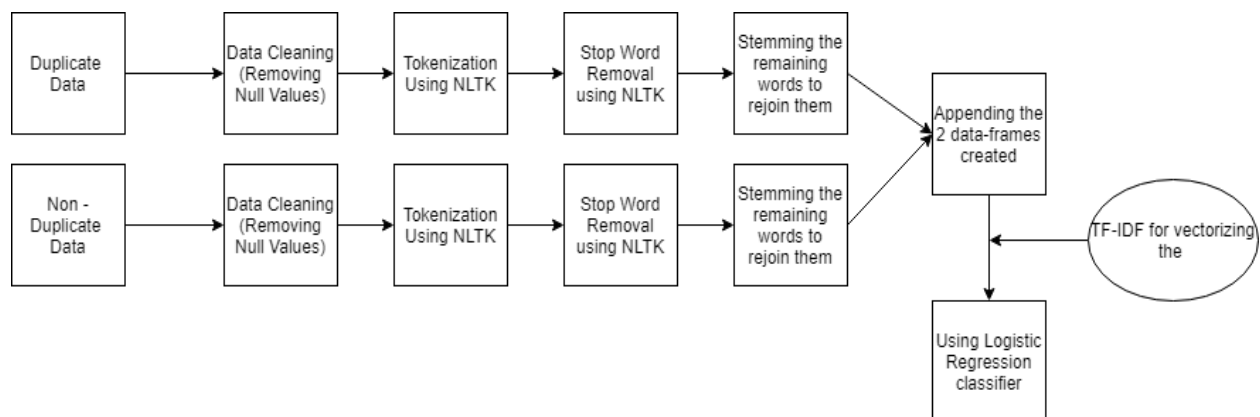 Duplicate
Data
Data Cleaning
(Removing
Null Values)
Tokenization
Using NLTK
Stop Word
Removal
using NLTK
Stemming the
remaining
words to
rejoin them
Non -
Duplicate
Data
Data Cleaning
(Removing
Null Values)
Tokenization
Using NLTK
Stop Word
Removal
using NLTK
Stemming the
remaining
words to
rejoin them
Appending the
2 data-frames
created
TF-IDF for vectorizing
the
Using Logistic
Regression
classifier